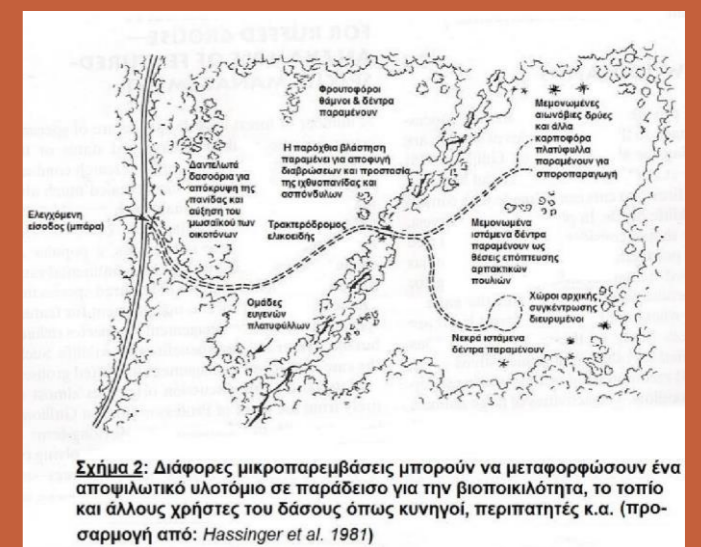 Φρουτοφόροι
θάμνοι & δέντρα
παραμένουν
Μεμονωμένες
αιωνόβιες δρύες
και άλλα
καρποφόρα
πλατύφυλλα
παραμένουν για
σποροπαραγωγή
Δαντελωτά
δασοόρια για
απόκρυψη της
πανίδας και
αύξηση του
μωσαϊκού των
οικοτόνων
Η παρόχθια βλάστηση
παραμένει για αποφυγή
διαβρώσεων και προστασία
της ιχθυοπανίδας και
ασπόνδυλων
Ελεγχόμενη
είσοδος (μπάρα)
Τρακτερόδρομος
ελικοειδής
Μεμονωμένα
ιστάμενα δέντρα
παραμένουν ως
θέσεις επόπτευσης
αρπακτικών
πουλιών
Ομάδες
ευγενών
πλατυφύλλων
Χώροι αρχικής
συγκέντρωσης
διευρυμένοι
Νεκρά ιστάμενα
δέντρα παραμένουν
Σχήμα 2: Διάφορες μικροπαρεμβάσεις μπορούν να μεταφορφώσουν ένα
αποψιλωτικό υλοτόμιο σε παράδεισο για την βιοποικιλότητα, το τοπίο
και άλλους χρήστες του δάσους όπως κυνηγοί, περιπατητές κ.α. (προ-
σαρμογή από: Hassinger et al. 1981)